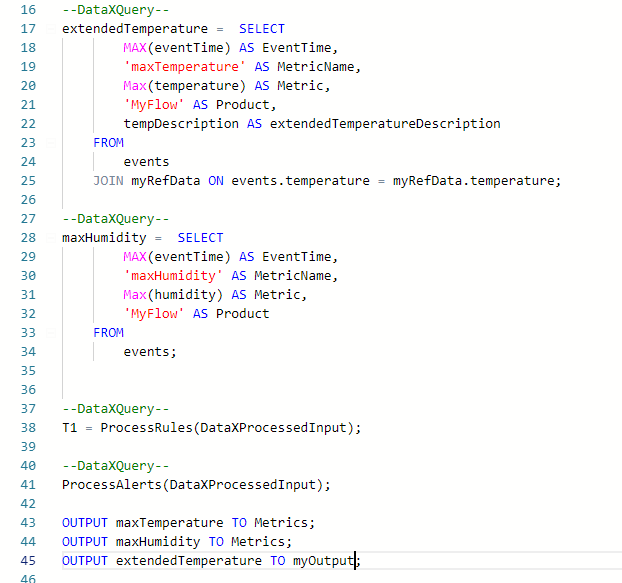 16 --DataXQuery--
17 extendedTemperature = SELECT
18 MAX(eventTime) AS EventTime,
19 'maxTemperature' AS MetricName,
20 Max(temperature) AS Metric,
21 'MyFlow' AS Product,
22 tempDescription AS extendedTemperatureDescription
23 FROM
24 events
25 JOIN myRefData ON events.temperature = myRefData.temperature;
26
27 --DataXQuery--
28 maxHumidity = SELECT
29 MAX(eventTime) AS EventTime,
30 'maxHumidity' AS MetricName,
31 Max(humidity) AS Metric,
32 'MyFlow' AS Product
33 FROM
34 events;
35
36
37 --DataXQuery--
38 T1 = ProcessRules(DataXProcessedInput);
39
40 --DataXQuery--
41 ProcessAlerts(DataXProcessedInput);
42
43 OUTPUT maxTemperature TO Metrics;
44 OUTPUT maxHumidity TO Metrics;
45 OUTPUT extendedTemperature TO myOutput;
46